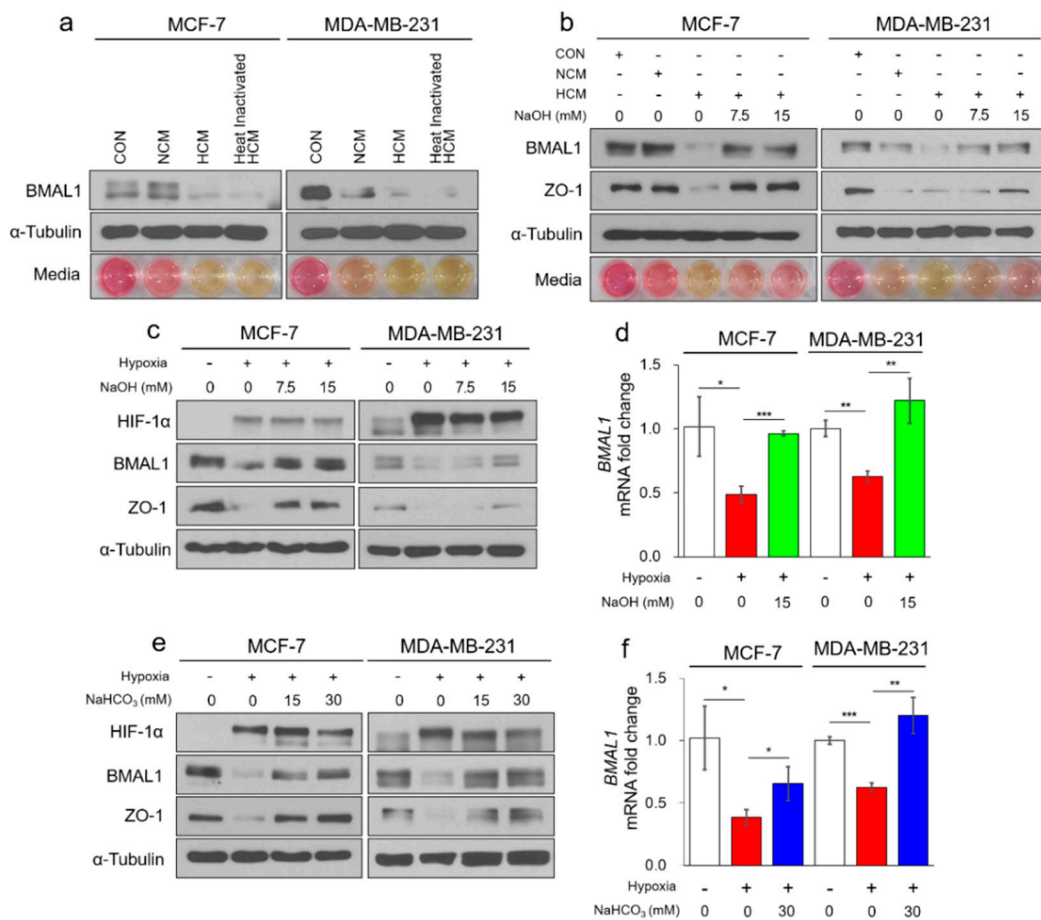 a
MCF-7 MDA-MB-231
CON NCM HCM Heat Inactivated HCM CON NCM HCM Heat Inactivated HCM
BMAL1
α-Tubulin
Media
b
MCF-7 MDA-MB-231
CON + - - - - + - - - -
NCM - + - - - - + - - -
HCM - - + + + - - + + +
NaOH (mM) 0 0 0 7.5 15 0 0 0 7.5 15
BMAL1
ZO-1
α-Tubulin
Media
c
MCF-7 MDA-MB-231
Hypoxia - + + + - + + +
NaOH (mM) 0 0 7.5 15 0 0 7.5 15
HIF-1α
BMAL1
ZO-1
α-Tubulin
d
MCF-7 MDA-MB-231
BMAL1
mRNA fold change
1.5
1.0
0.5
0.0
* *** ** **
Hypoxia - + + - + +
NaOH (mM) 0 0 15 0 0 15
e
MCF-7 MDA-MB-231
Hypoxia - + + + - + + +
NaHCO₃ (mM) 0 0 15 30 0 0 15 30
HIF-1α
BMAL1
ZO-1
α-Tubulin
f
MCF-7 MDA-MB-231
BMAL1
mRNA fold change
1.5
1.0
0.5
0.0
* * *** **
Hypoxia - + + - + +
NaHCO₃ (mM) 0 0 30 0 0 30